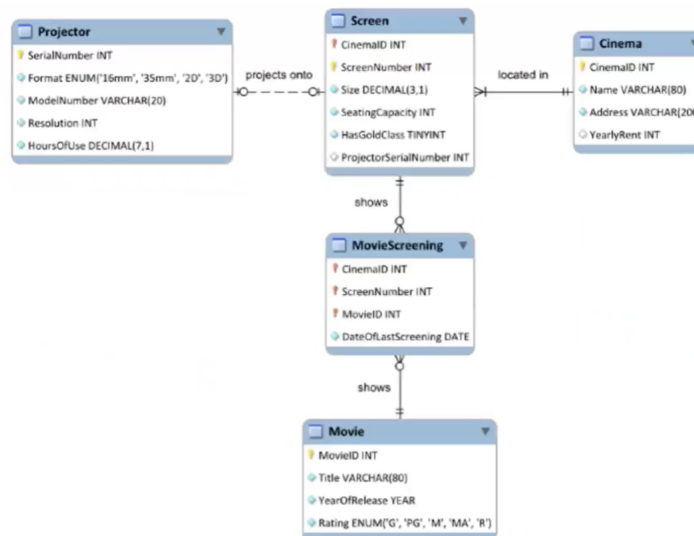 Projector
SerialNumber INT
Format ENUM('16mm', '35mm', '2D', '3D')
ModelNumber VARCHAR(20)
Resolution INT
HoursOfUse DECIMAL(7,1)
projects onto
Screen
CinemaID INT
ScreenNumber INT
Size DECIMAL(3,1)
SeatingCapacity INT
HasGoldClass TINYINT
ProjectorSerialNumber INT
located in
Cinema
CinemaID INT
Name VARCHAR(80)
Address VARCHAR(20
YearlyRent INT
shows
MovieScreening
CinemaID INT
ScreenNumber INT
MovieID INT
DateOfLastScreening DATE
shows
Movie
MovieID INT
Title VARCHAR(80)
YearOfRelease YEAR
Rating ENUM('G', 'PG', 'M', 'MA', 'R')